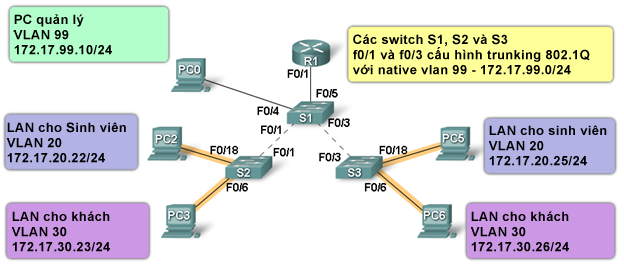 PC quản lý
VLAN 99
172.17.99.10/24
PC0
R1
F0/1
Các switch S1, S2 và S3
f0/1 và f0/3 cấu hình trunking 802.1Q
với native vlan 99 - 172.17.99.0/24
F0/5
F0/4
S1
F0/1
F0/3
LAN cho Sinh viên
VLAN 20
172.17.20.22/24
PC2
F0/18
F0/1
S2
F0/6
PC3
LAN cho khách
VLAN 30
172.17.30.23/24
F0/3
S3
F0/18
PC5
F0/6
PC6
LAN cho sinh viên
VLAN 20
172.17.20.25/24
LAN cho khách
VLAN 30
172.17.30.26/24